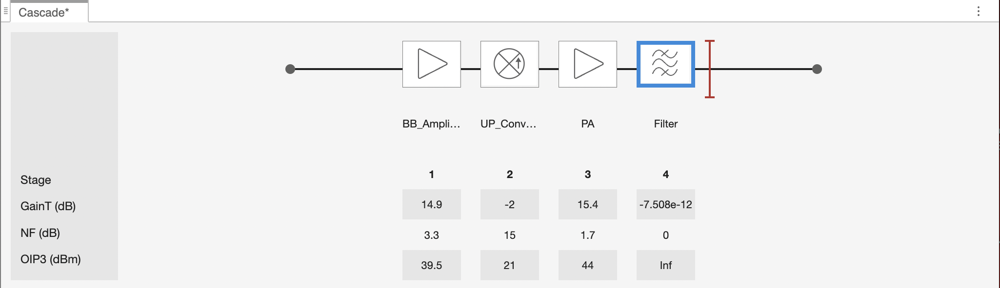 Cascade*
BB_Ampli... UP_Conv... PA Filter
Stage 1 2 3 4
GainT (dB) 14.9 -2 15.4 -7.508e-12
NF (dB) 3.3 15 1.7 0
OIP3 (dBm) 39.5 21 44 Inf